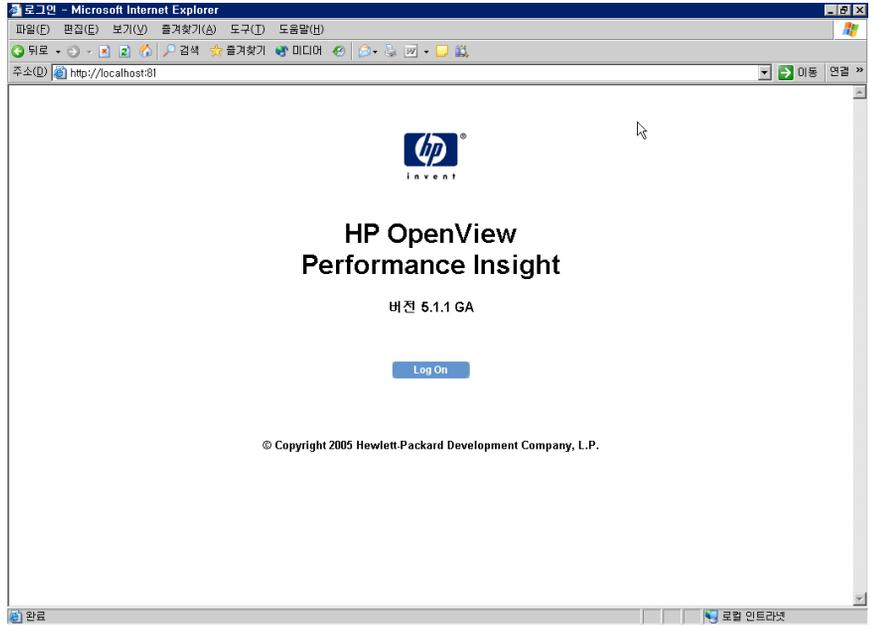 로그인 - Microsoft Internet Explorer
파일(F) 편집(E) 보기(V) 즐겨찾기(A) 도구(T) 도움말(H)
뒤로 검색 즐겨찾기 미디어
주소(D) http://localhost:81 이동 연결 »
hp ®
invent
HP OpenView
Performance Insight
버전 5.1.1 GA
Log On
© Copyright 2005 Hewlett-Packard Development Company, L.P.
완료 로컬 인트라넷